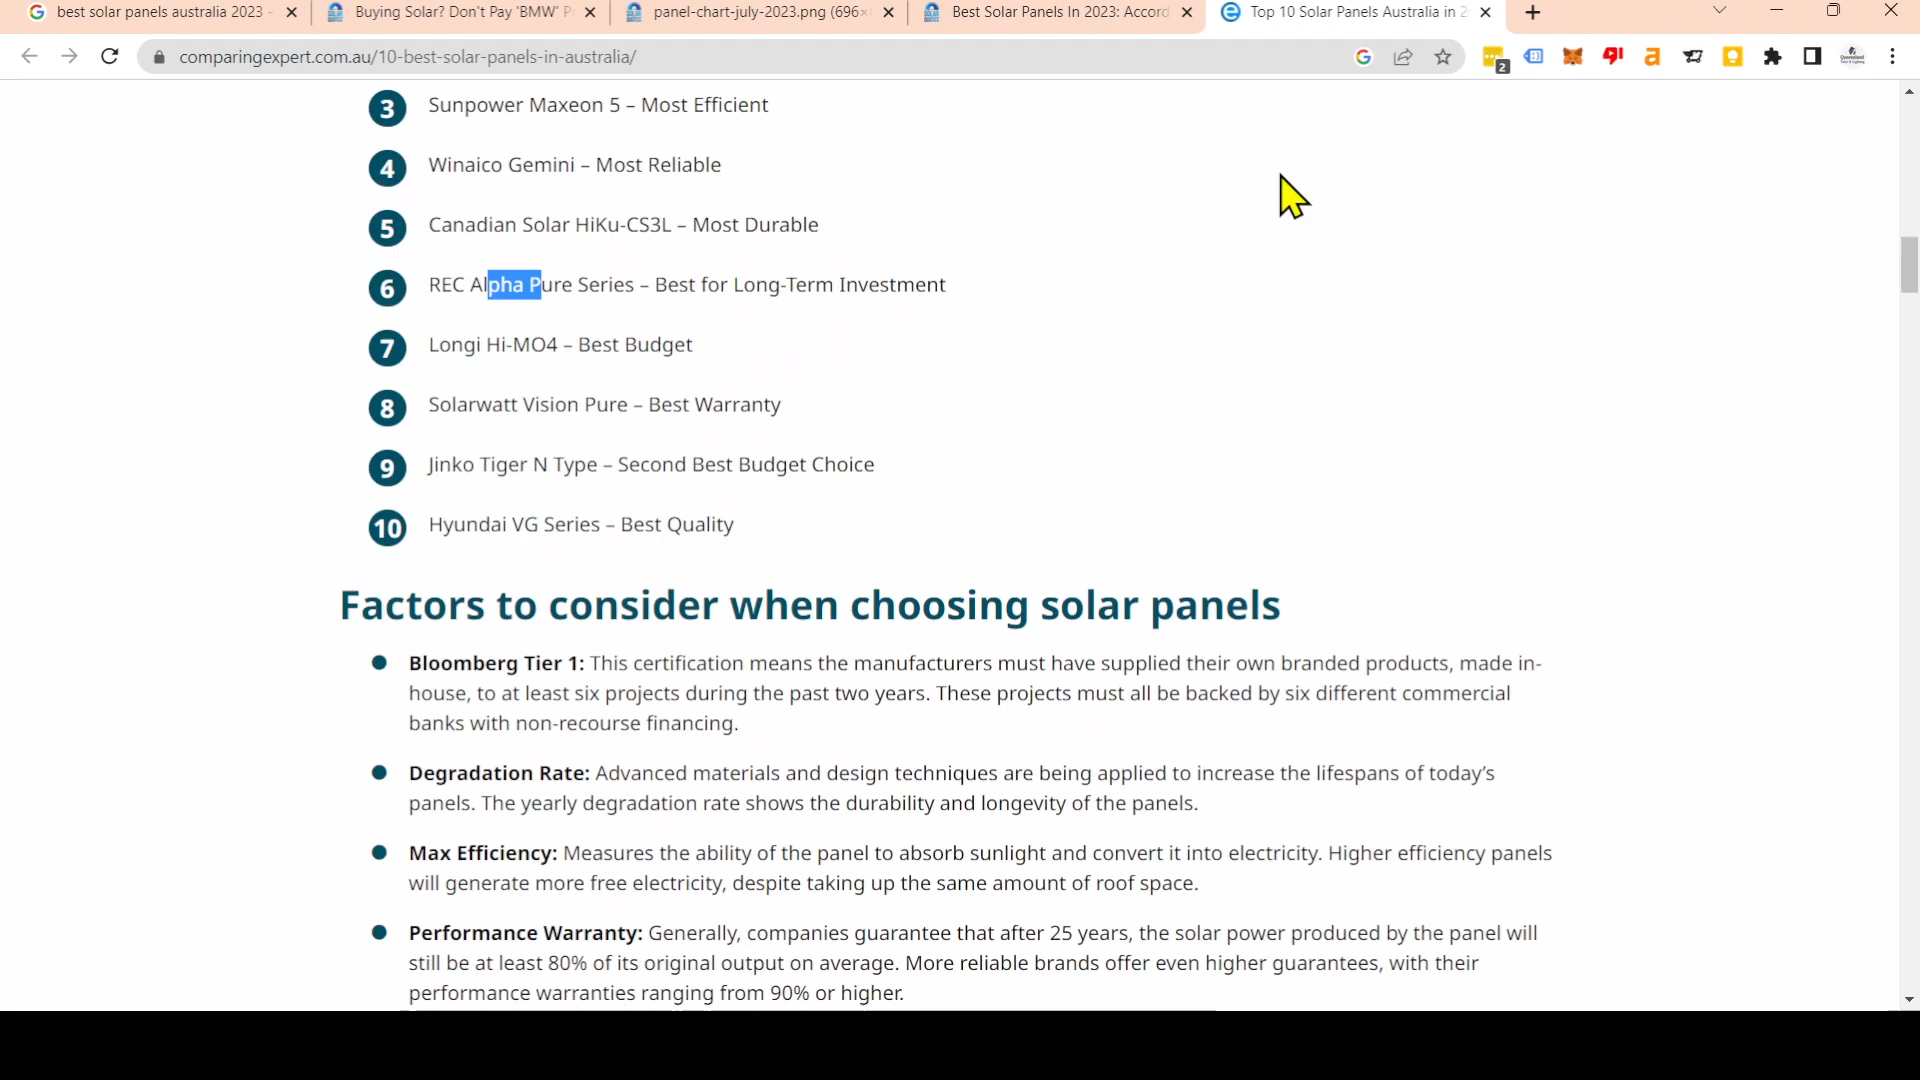 best solar panels australia 2023 -
Buying Solar? Don't Pay 'BMW' P
panel-chart-july-2023.png (696×
Best Solar Panels In 2023: Accord
Top 10 Solar Panels Australia in 2
comparingexpert.com.au/10-best-solar-panels-in-australia/
2
3 Sunpower Maxeon 5 – Most Efficient
4 Winaico Gemini – Most Reliable
5 Canadian Solar HiKu-CS3L – Most Durable
6 REC Alpha Pure Series – Best for Long-Term Investment
7 Longi Hi-MO4 – Best Budget
8 Solarwatt Vision Pure – Best Warranty
9 Jinko Tiger N Type – Second Best Budget Choice
10 Hyundai VG Series – Best Quality
Factors to consider when choosing solar panels
Bloomberg Tier 1: This certification means the manufacturers must have supplied their own branded products, made in-
house, to at least six projects during the past two years. These projects must all be backed by six different commercial
banks with non-recourse financing.
Degradation Rate: Advanced materials and design techniques are being applied to increase the lifespans of today's
panels. The yearly degradation rate shows the durability and longevity of the panels.
Max Efficiency: Measures the ability of the panel to absorb sunlight and convert it into electricity. Higher efficiency panels
will generate more free electricity, despite taking up the same amount of roof space.
Performance Warranty: Generally, companies guarantee that after 25 years, the solar power produced by the panel will
still be at least 80% of its original output on average. More reliable brands offer even higher guarantees, with their
performance warranties ranging from 90% or higher.